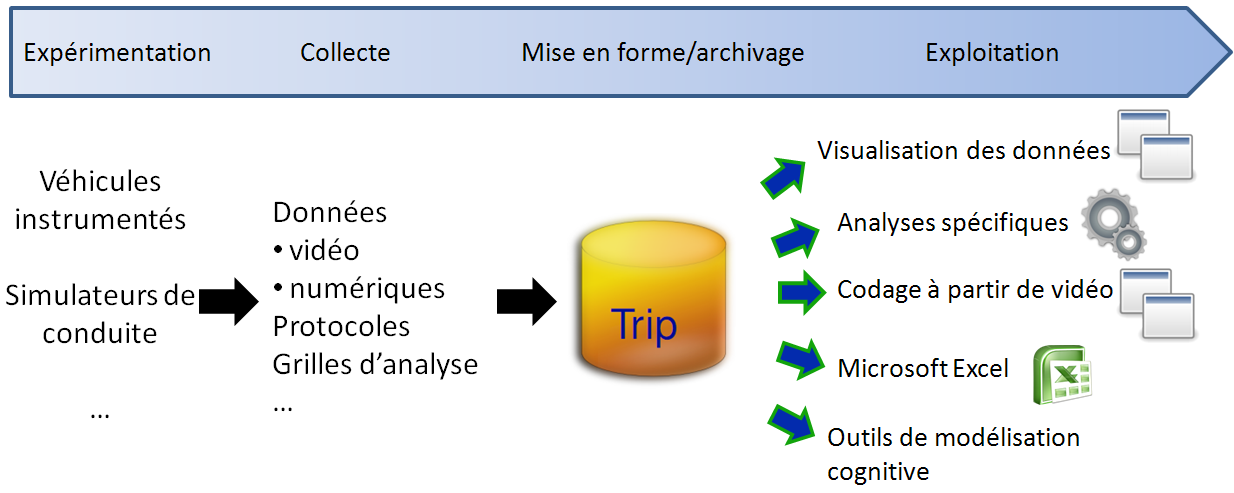 Expérimentation
Collecte
Mise en forme/archivage
Exploitation
Véhicules
instrumentés
Simulateurs de
conduite
...
Données
• vidéo
• numériques
Protocoles
Grilles d'analyse
...
Trip
Visualisation des données
Analyses spécifiques
Codage à partir de vidéo
Microsoft Excel
Outils de modélisation
cognitive